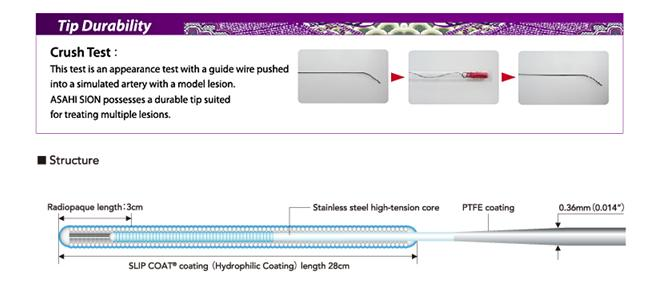 Tip Durability
Crush Test :
This test is an appearance test with a guide wire pushed
into a simulated artery with a model lesion.
ASAHI SION possesses a durable tip suited
for treating multiple lesions.
■ Structure
Radiopaque length:3cm
Stainless steel high-tension core
PTFE coating
0.36mm(0.014")
SLIP COAT® coating (Hydrophilic Coating) length 28cm